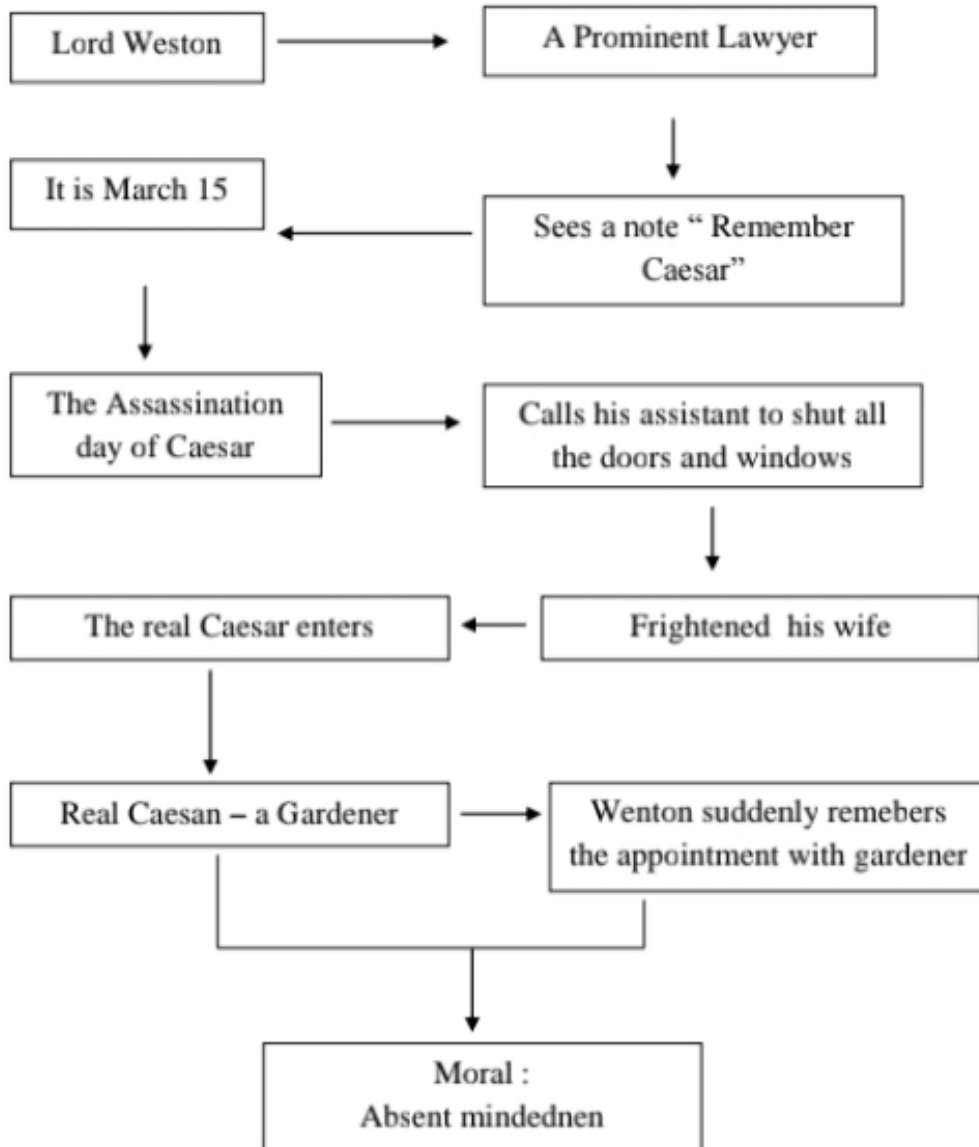 Lord Weston
A Prominent Lawyer
Sees a note “ Remember
Caesar”
It is March 15
The Assassination
day of Caesar
Calls his assistant to shut all
the doors and windows
Frightened his wife
The real Caesar enters
Real Caesan – a Gardener
Wenton suddenly remebers
the appointment with gardener
Moral :
Absent mindednen